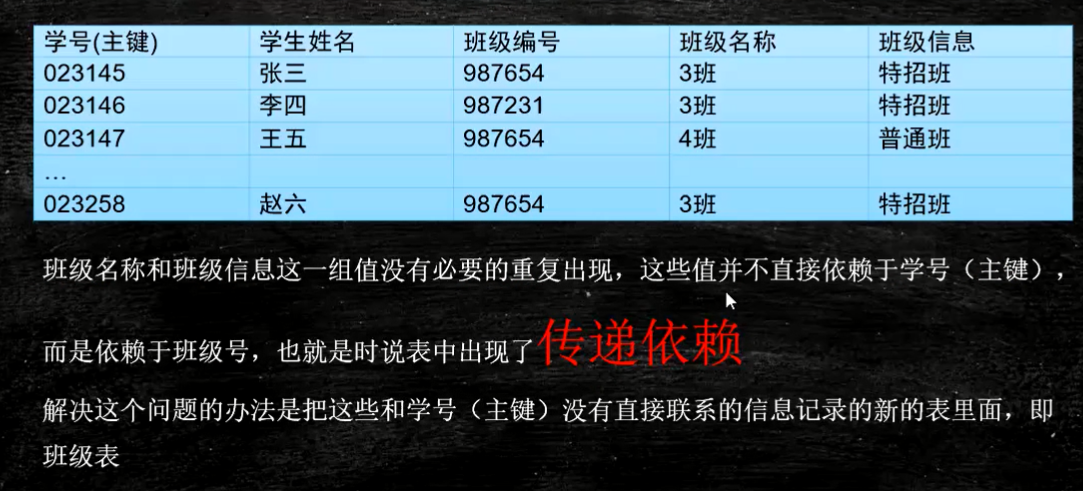 学号(主键) 学生姓名 班级编号 班级名称 班级信息
023145 张三 987654 3班 特招班
023146 李四 987231 3班 特招班
023147 王五 987654 4班 普通班
…
023258 赵六 987654 3班 特招班
班级名称和班级信息这一组值没有必要的重复出现，这些值并不直接依赖于学号（主键），
而是依赖于班级号，也就是时说表中出现了传递依赖
解决这个问题的办法是把这些和学号（主键）没有直接联系的信息记录的新的表里面，即
班级表